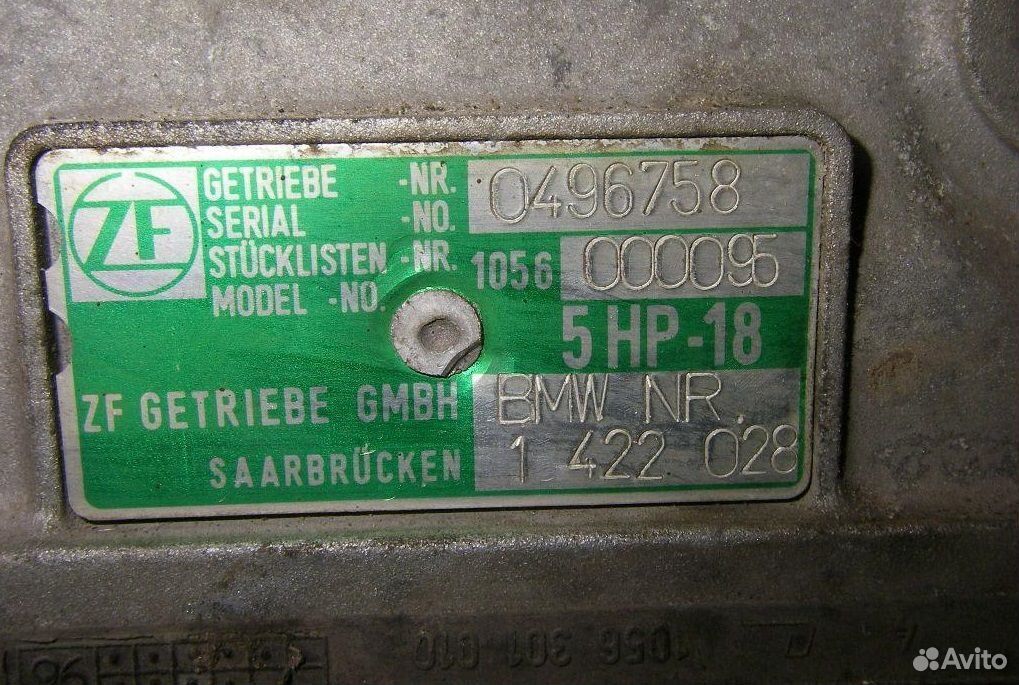 ZF
GETRIEBE -NR. 0496758
SERIAL -NO.
STÜCKLISTEN -NR. 1056 000095
MODEL -NO.
5 HP-18
ZF GETRIEBE GMBH BMW NR.
SAARBRÜCKEN 1 422 028
1056 301 010
96
Avito